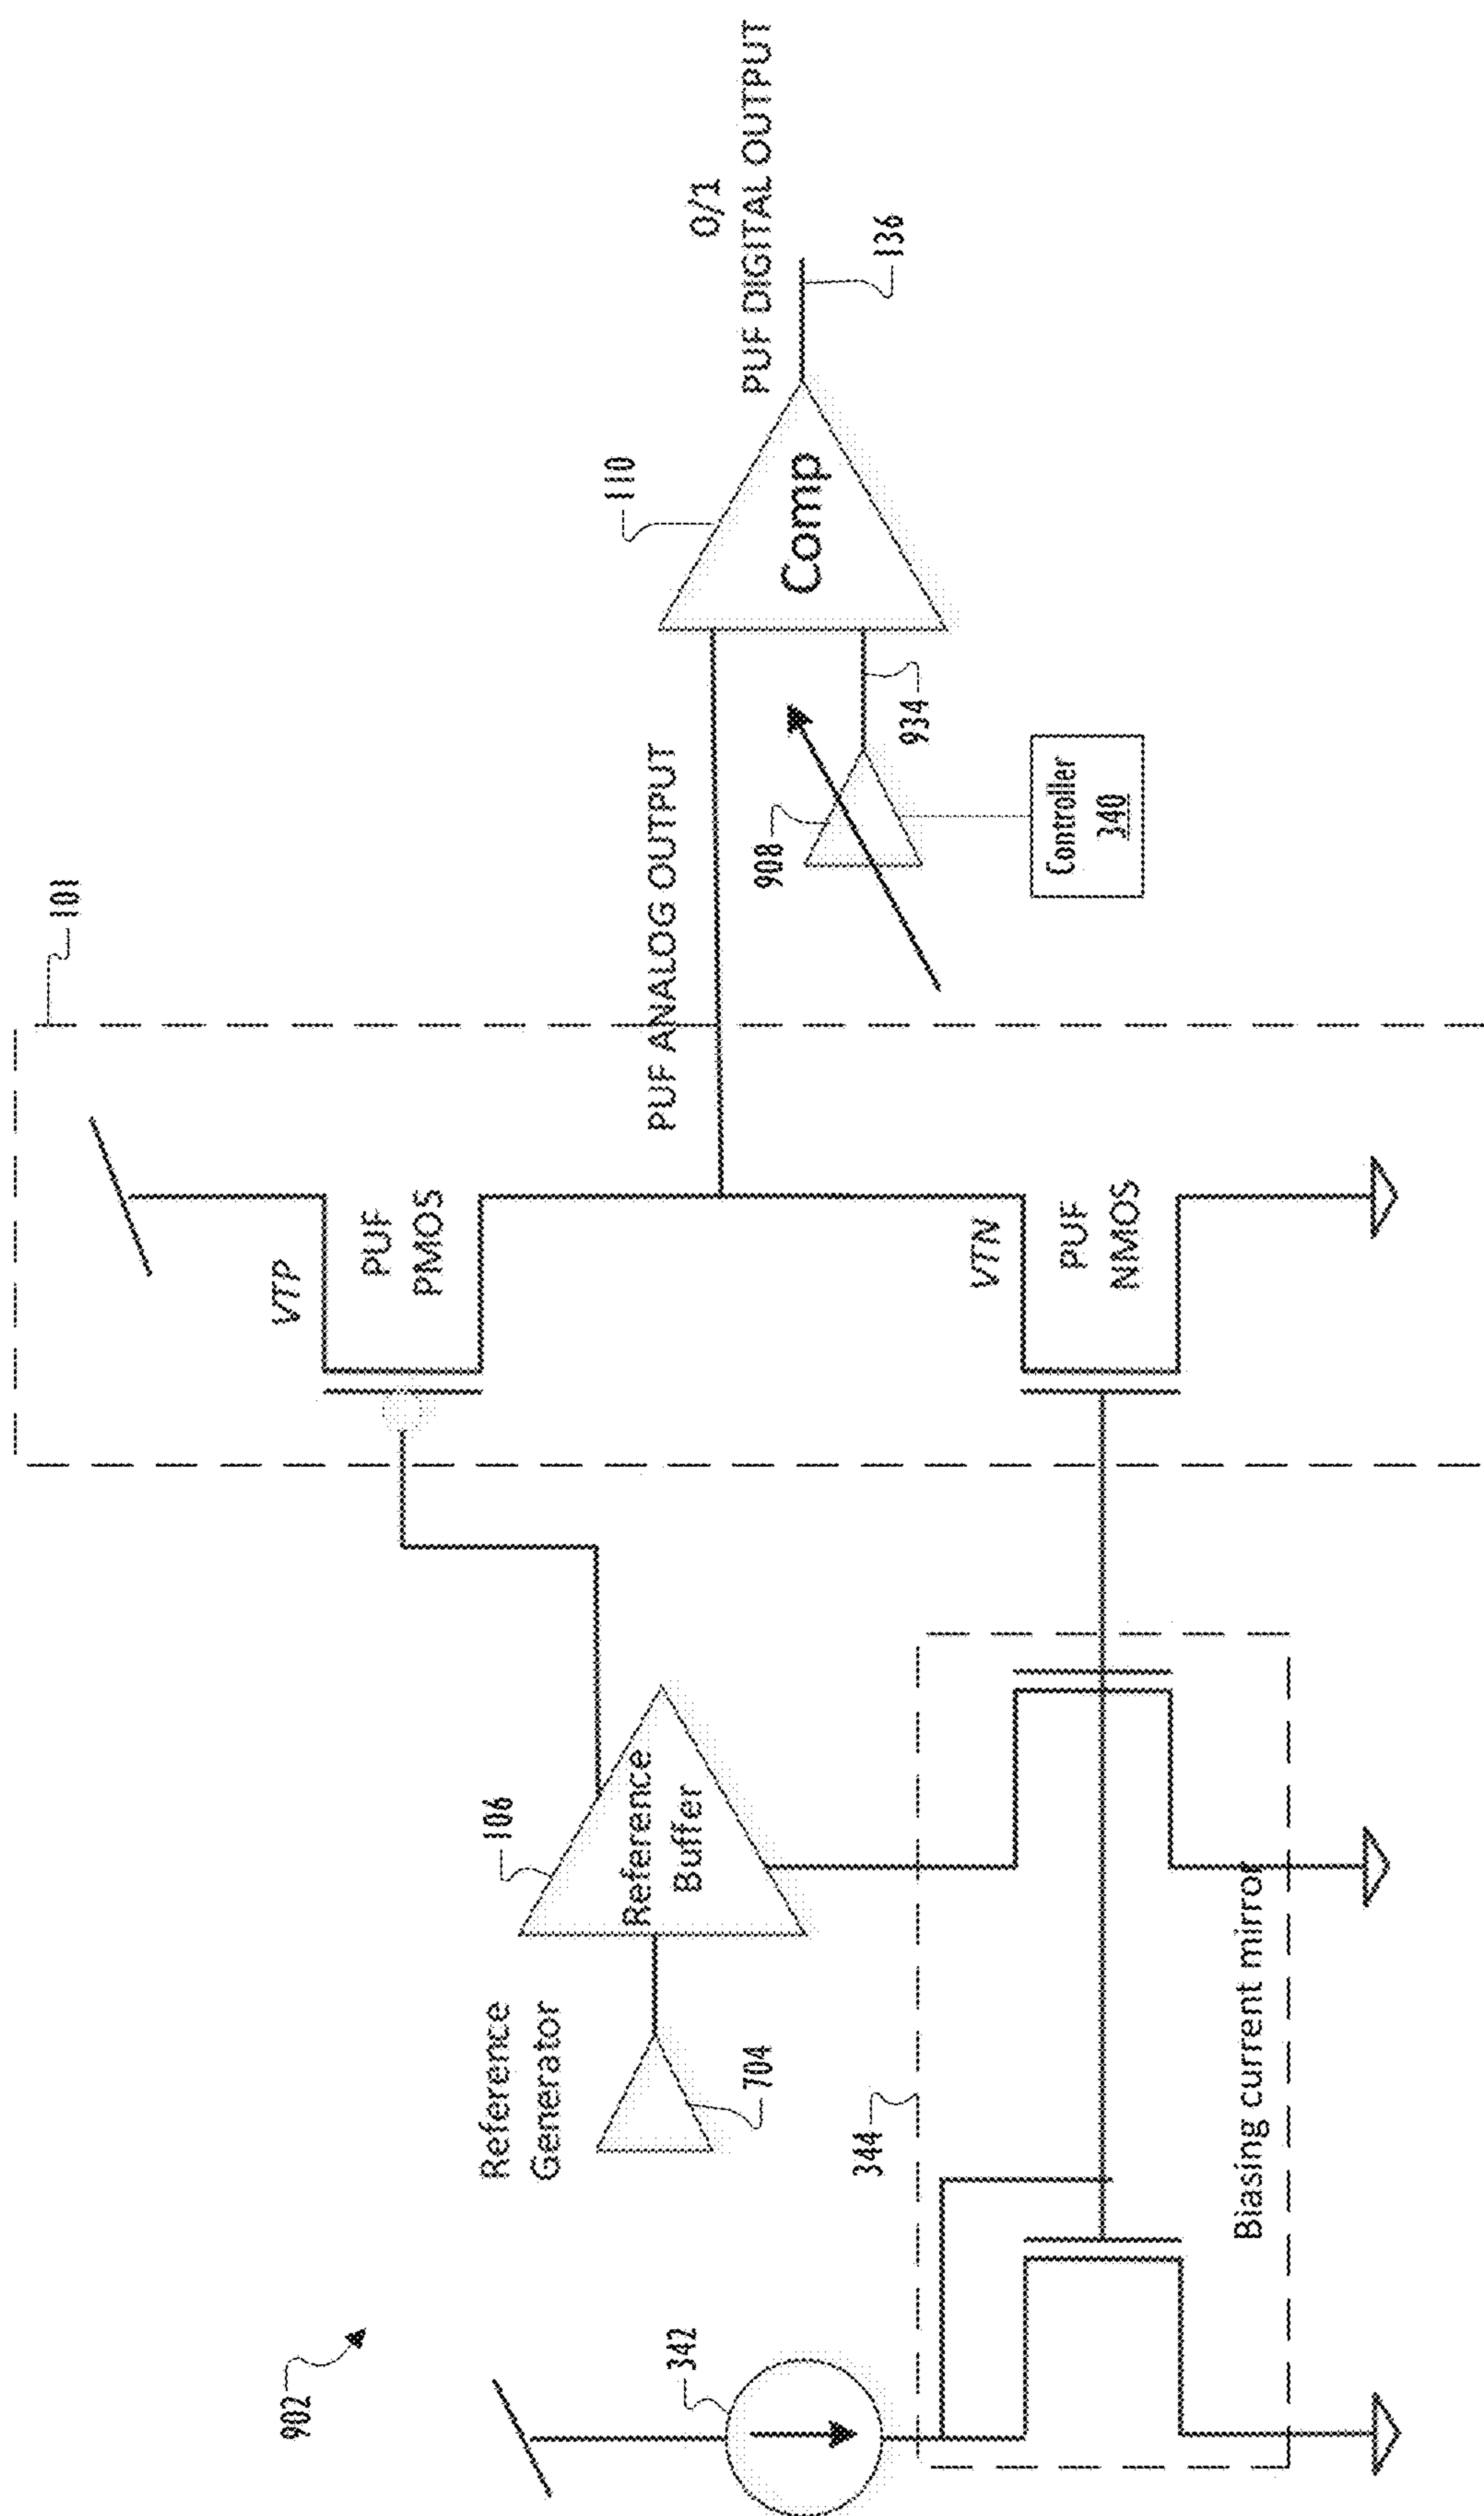 902
342
Reference
Generator
704
106
Reference
Buffer
344
Biasing current mirror
101
VTP
PUF
PMOS
VTN
PUF
NMOS
PUF ANALOG OUTPUT
908
934
Controller
340
110
Comp
0/1
PUF DIGITAL OUTPUT
136